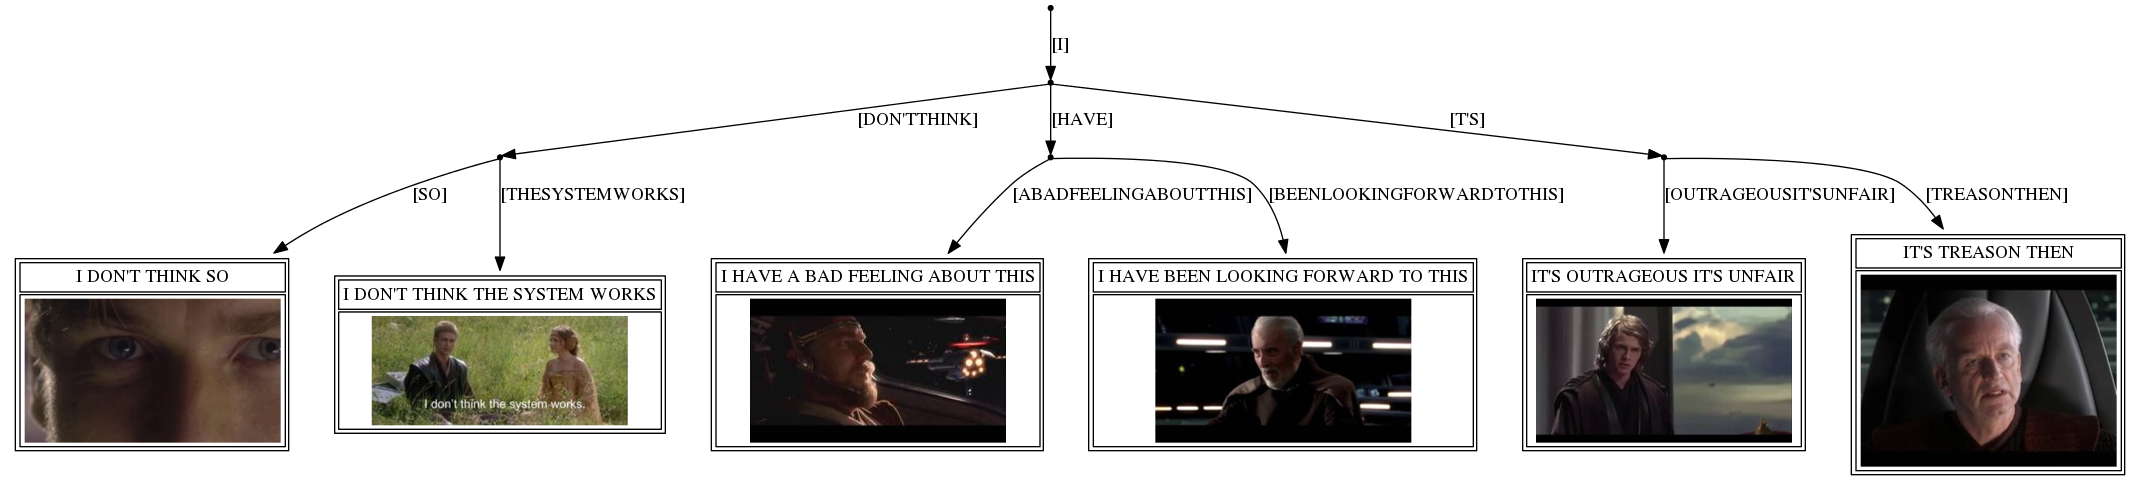 [I]
[DON'TTHINK]
[HAVE]
[T'S]
[SO]
[THESYSTEMWORKS]
[ABADFEELINGABOUTTHIS]
[BEENLOOKINGFORWARDTOTHIS]
[OUTRAGEOUSIT'SUNFAIR]
[TREASONTHEN]
I DON'T THINK SO
I DON'T THINK THE SYSTEM WORKS
I don't think the system works.
I HAVE A BAD FEELING ABOUT THIS
I HAVE BEEN LOOKING FORWARD TO THIS
IT'S OUTRAGEOUS IT'S UNFAIR
IT'S TREASON THEN